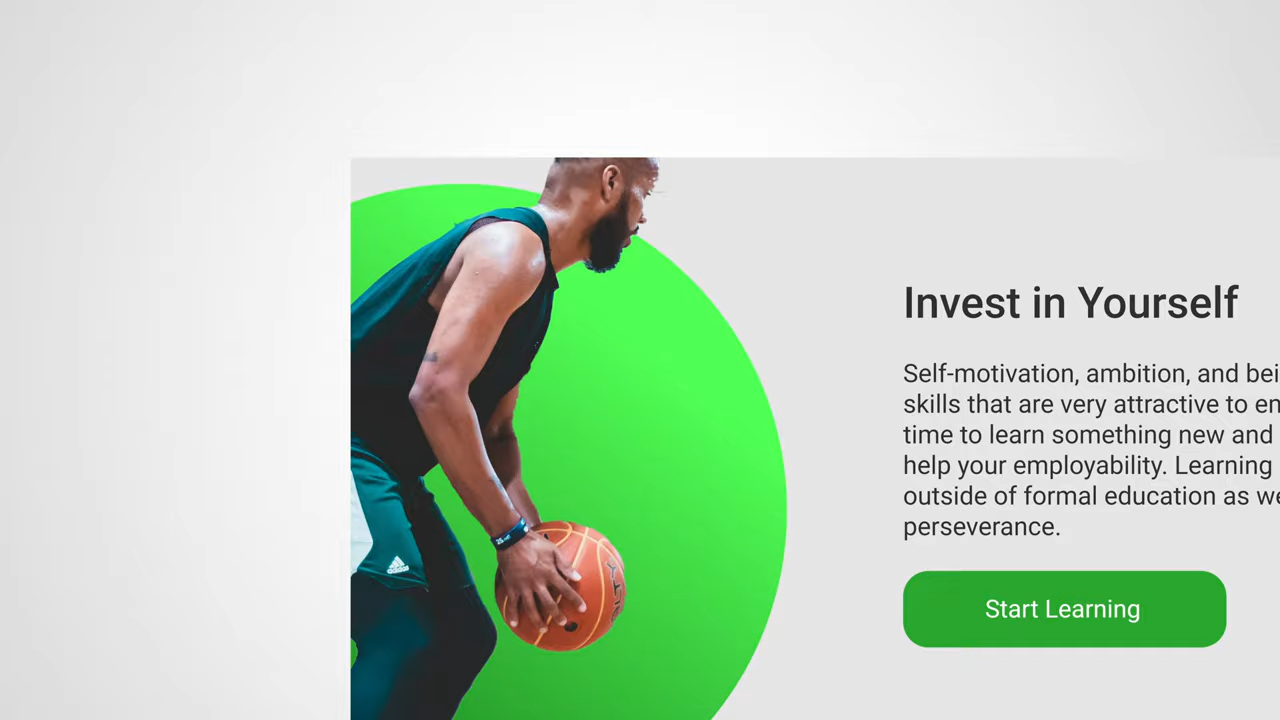 Invest in Yourself
Self-motivation, ambition, and
skills that are very attractive to
time to learn something new and
help your employability. Learning
outside of formal education as
perseverance.
Start Learning